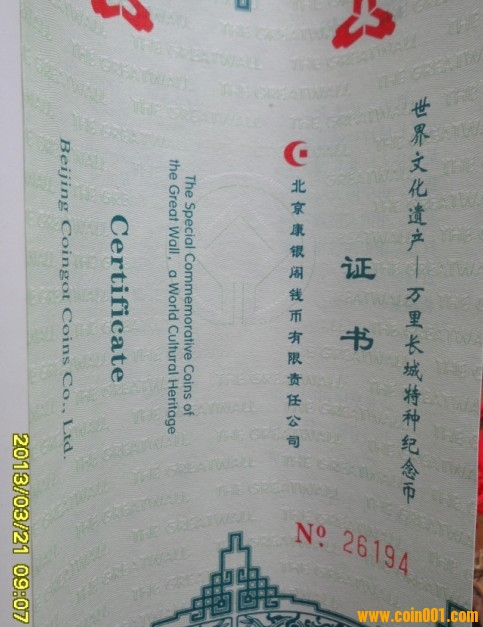 世界文化遗产—万里长城特种纪念币
证书
北京康银阁钱币有限责任公司
The Special Commemorative Coins of
the Great Wall, a World Cultural Heritage
Certificate
Beijing Coingot Coins Co., Ltd.
Nº 26194
THE GREATWALL
2013/03/21 09:07
www.coin001.com